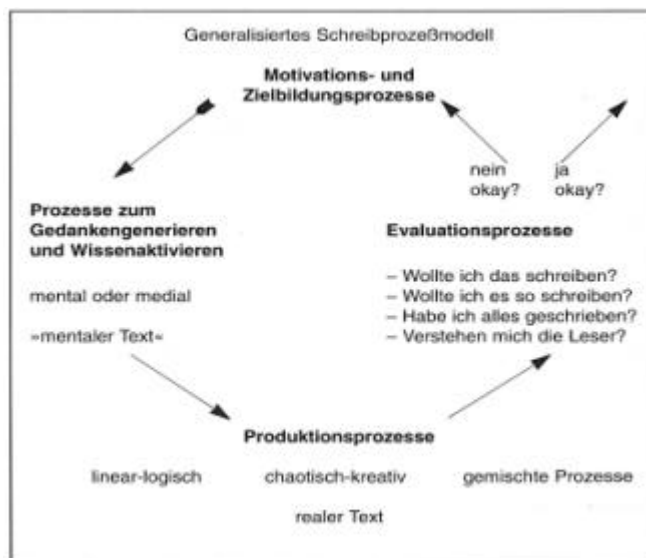 Generalisiertes Schreibprozeßmodell
Motivations- und
Zielbildungsprozesse
nein
okay?
ja
okay?
Prozesse zum
Gedankengenerieren
und Wissenaktivieren
mental oder medial
»mentaler Text«
Evaluationsprozesse
– Wollte ich das schreiben?
– Wollte ich es so schreiben?
– Habe ich alles geschrieben?
– Verstehen mich die Leser?
Produktionsprozesse
linear-logisch chaotisch-kreativ gemischte Prozesse
realer Text